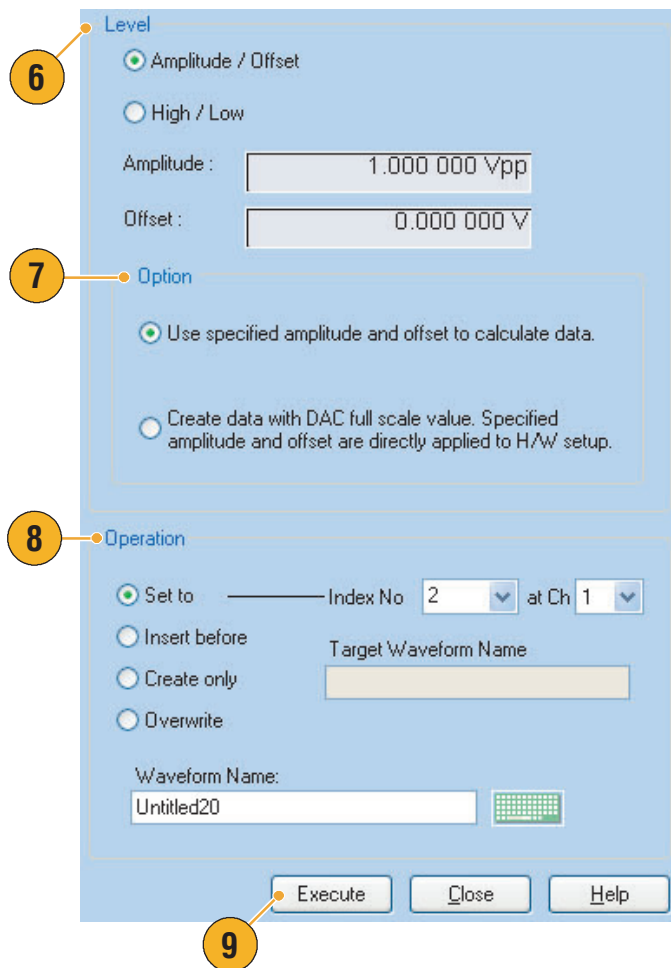 Level
6
Amplitude / Offset
High / Low
Amplitude :
1.000 000 Vpp
Offset :
0.000 000 V
7
Option
Use specified amplitude and offset to calculate data.
Create data with DAC full scale value. Specified
amplitude and offset are directly applied to H/W setup.
8
Operation
Set to Index No 2 at Ch 1
Insert before
Target Waveform Name
Create only
Overwrite
Waveform Name:
Untitled20
Execute Close Help
9